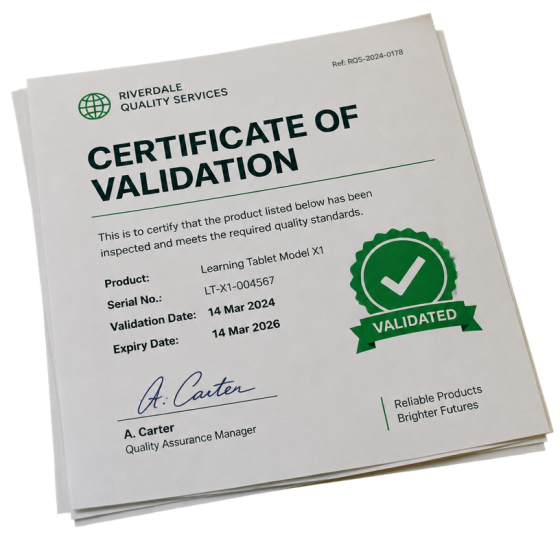 RIVERDALE
QUALITY SERVICES
Ref: RQS-2024-0178
CERTIFICATE OF
VALIDATION
This is to certify that the product listed below has been
inspected and meets the required quality standards.
Product: Learning Tablet Model X1
Serial No.: LT-X1-004567
Validation Date: 14 Mar 2024
Expiry Date: 14 Mar 2026
VALIDATED
A. Carter
A. Carter
Quality Assurance Manager
Reliable Products
Brighter Futures